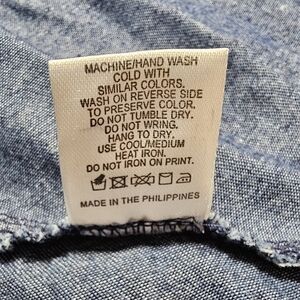 MACHINE/HAND WASH
COLD WITH
SIMILAR COLORS.
WASH ON REVERSE SIDE
TO PRESERVE COLOR.
DO NOT TUMBLE DRY.
DO NOT WRING.
HANG TO DRY.
USE COOL/MEDIUM
HEAT IRON.
DO NOT IRON ON PRINT.
MADE IN THE PHILIPPINES